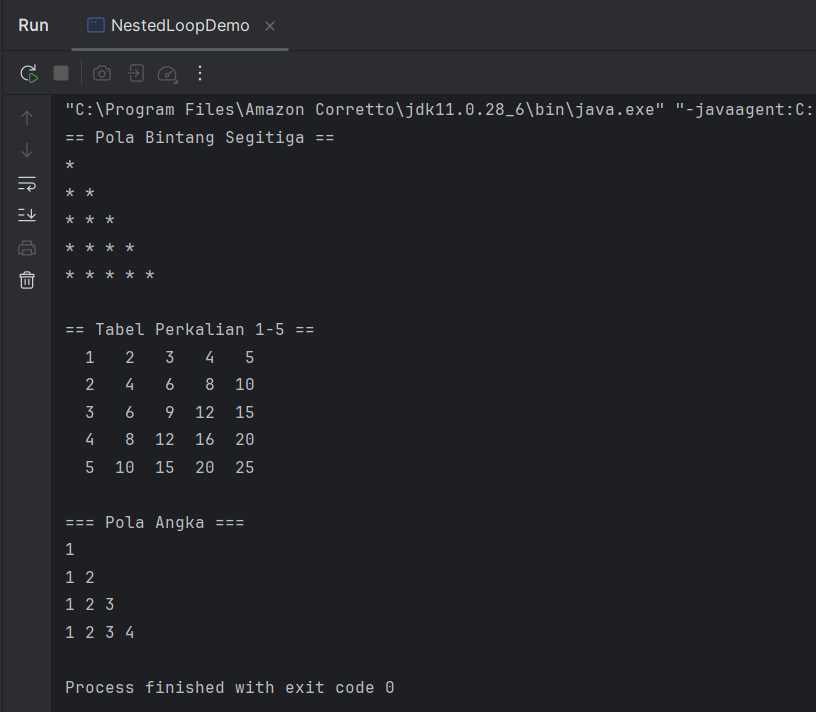 Run NestedLoopDemo
"C:\Program Files\Amazon Corretto\jdk11.0.28_6\bin\java.exe" "-javaagent:C:
== Pola Bintang Segitiga ==
*
* *
* * *
* * * *
* * * * *
== Tabel Perkalian 1-5 ==
  1   2   3   4   5
  2   4   6   8  10
  3   6   9  12  15
  4   8  12  16  20
  5  10  15  20  25
=== Pola Angka ===
1
1 2
1 2 3
1 2 3 4
Process finished with exit code 0